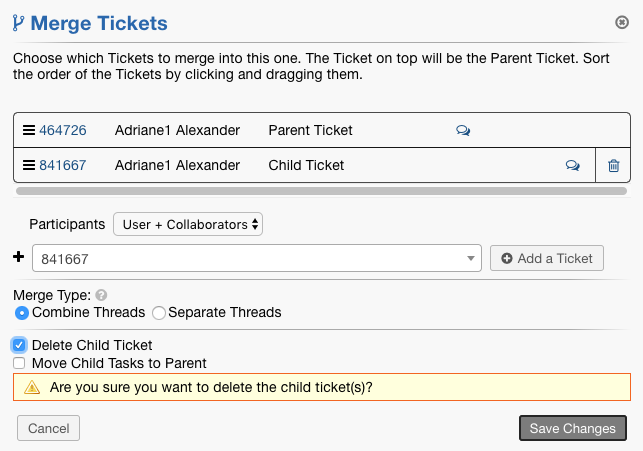 Merge Tickets
Choose which Tickets to merge into this one. The Ticket on top will be the Parent Ticket. Sort
the order of the Tickets by clicking and dragging them.
464726 Adriane1 Alexander Parent Ticket
841667 Adriane1 Alexander Child Ticket
Participants User + Collaborators
841667 Add a Ticket
Merge Type: ?
Combine Threads Separate Threads
Delete Child Ticket
Move Child Tasks to Parent
Are you sure you want to delete the child ticket(s)?
Cancel Save Changes